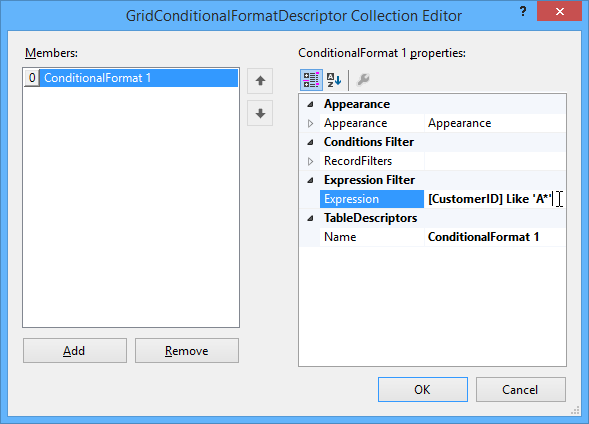 GridConditionalFormatDescriptor Collection Editor
?
Members:
0 ConditionalFormat 1
ConditionalFormat 1 properties:
Appearance
Appearance Appearance
Conditions Filter
RecordFilters
Expression Filter
Expression [CustomerID] Like 'A*'
TableDescriptors
Name ConditionalFormat 1
Add Remove
OK Cancel